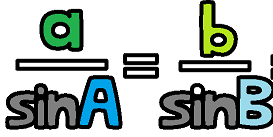 a/sinA = b/sinB